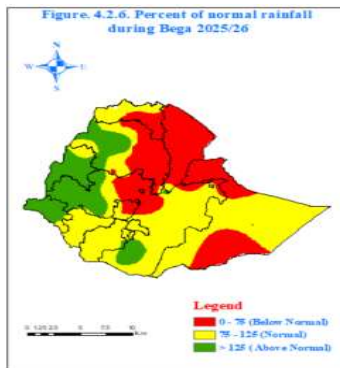 Figure. 4.2.6. Percent of normal rainfall
during Bega 2025/26
N
W
S
Legend
0 - 75 (Below Normal)
75 - 125 (Normal)
> 125 ( Above Normal)